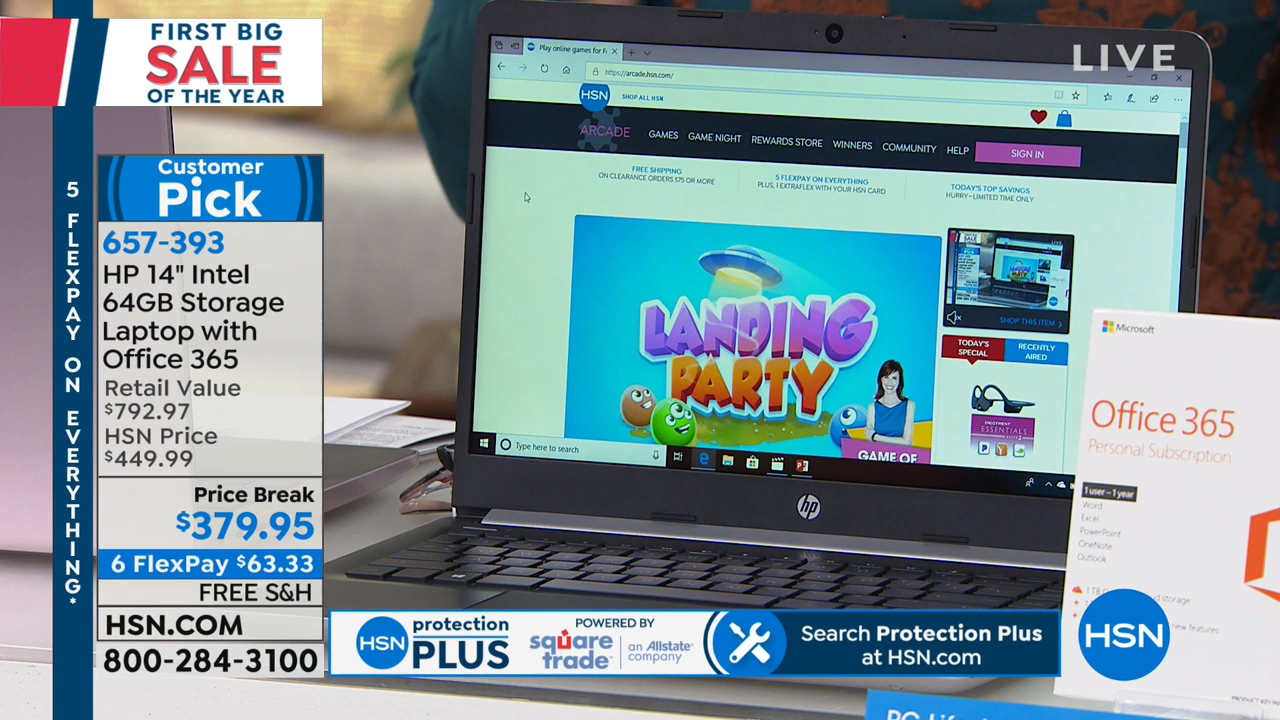 FIRST BIG
SALE
OF THE YEAR
LIVE
5 FLEXPAY ON EVERYTHING*
Customer
Pick
657-393
HP 14" Intel
64GB Storage
Laptop with
Office 365
Retail Value
$792.97
HSN Price
$449.99
Price Break
$379.95
6 FlexPay $63.33
FREE S&H
HSN.COM
800-284-3100
Play online games for
https://arcade.hsn.com/
HSN
SHOP ALL HSN
ARCADE
GAMES
GAME NIGHT
REWARDS STORE
WINNERS
COMMUNITY
HELP
SIGN IN
FREE SHIPPING
ON CLEARANCE ORDERS $75 OR MORE
5 FLEXPAY ON EVERYTHING
PLUS, 1 EXTRAFLEX WITH YOUR HSN CARD
TODAY'S TOP SAVINGS
HURRY-LIMITED TIME ONLY
LANDING
PARTY
GAME OF
SHOP THIS ITEM >
TODAY'S
SPECIAL
RECENTLY
AIRED
ENJOYMENT
ESSENTIALS
Type here to search
hp
Microsoft
Office 365
Personal Subscription
1 user – 1 year
Word
Excel
PowerPoint
OneNote
Outlook
1 TB
storage
new features
HSN
protection
PLUS
POWERED BY
square
trade
an Allstate
company
Search Protection Plus
at HSN.com
HSN